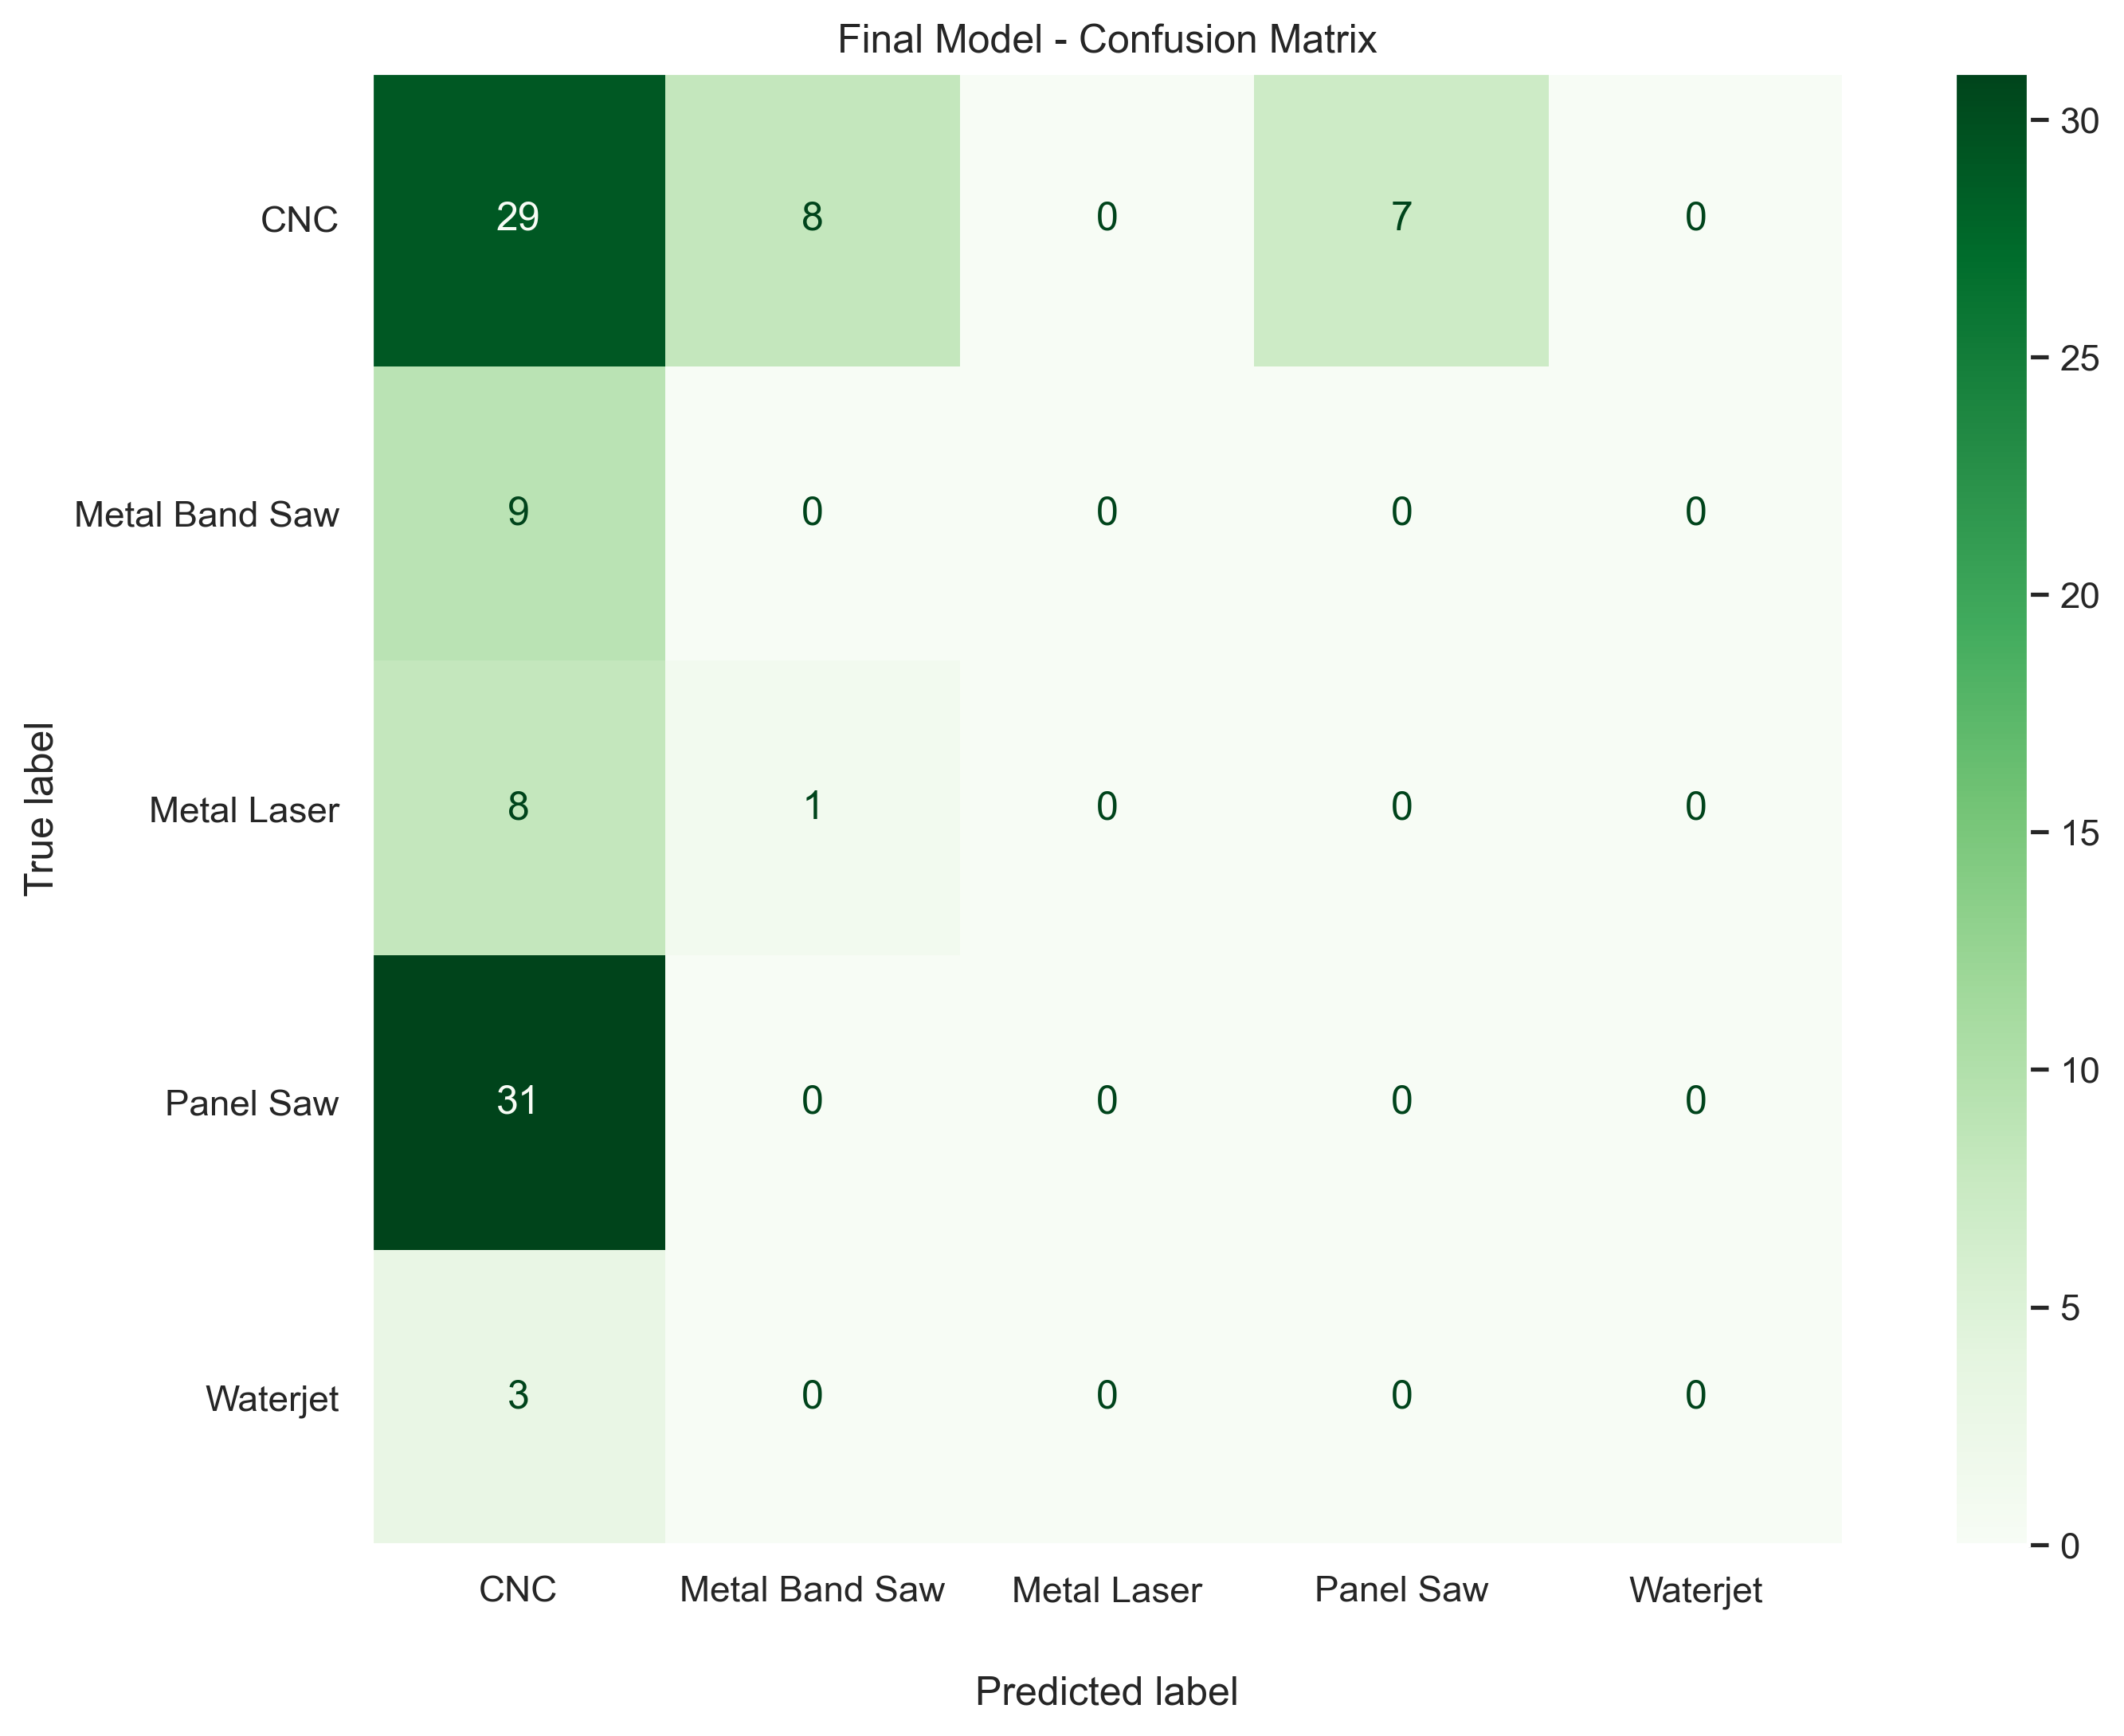 Final Model - Confusion Matrix
CNC 29 8 0 7 0
Metal Band Saw 9 0 0 0 0
Metal Laser 8 1 0 0 0
Panel Saw 31 0 0 0 0
Waterjet 3 0 0 0 0
CNC Metal Band Saw Metal Laser Panel Saw Waterjet
Predicted label
True label
30
25
20
15
10
5
0